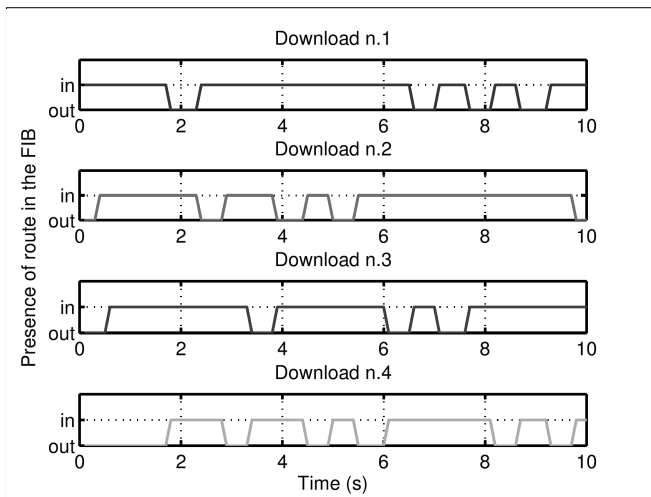 Download n.1
in
out
0 2 4 6 8 10
Download n.2
in
out
0 2 4 6 8 10
Download n.3
in
out
0 2 4 6 8 10
Download n.4
in
out
0 2 4 6 8 10
Time (s)
Presence of route in the FIB